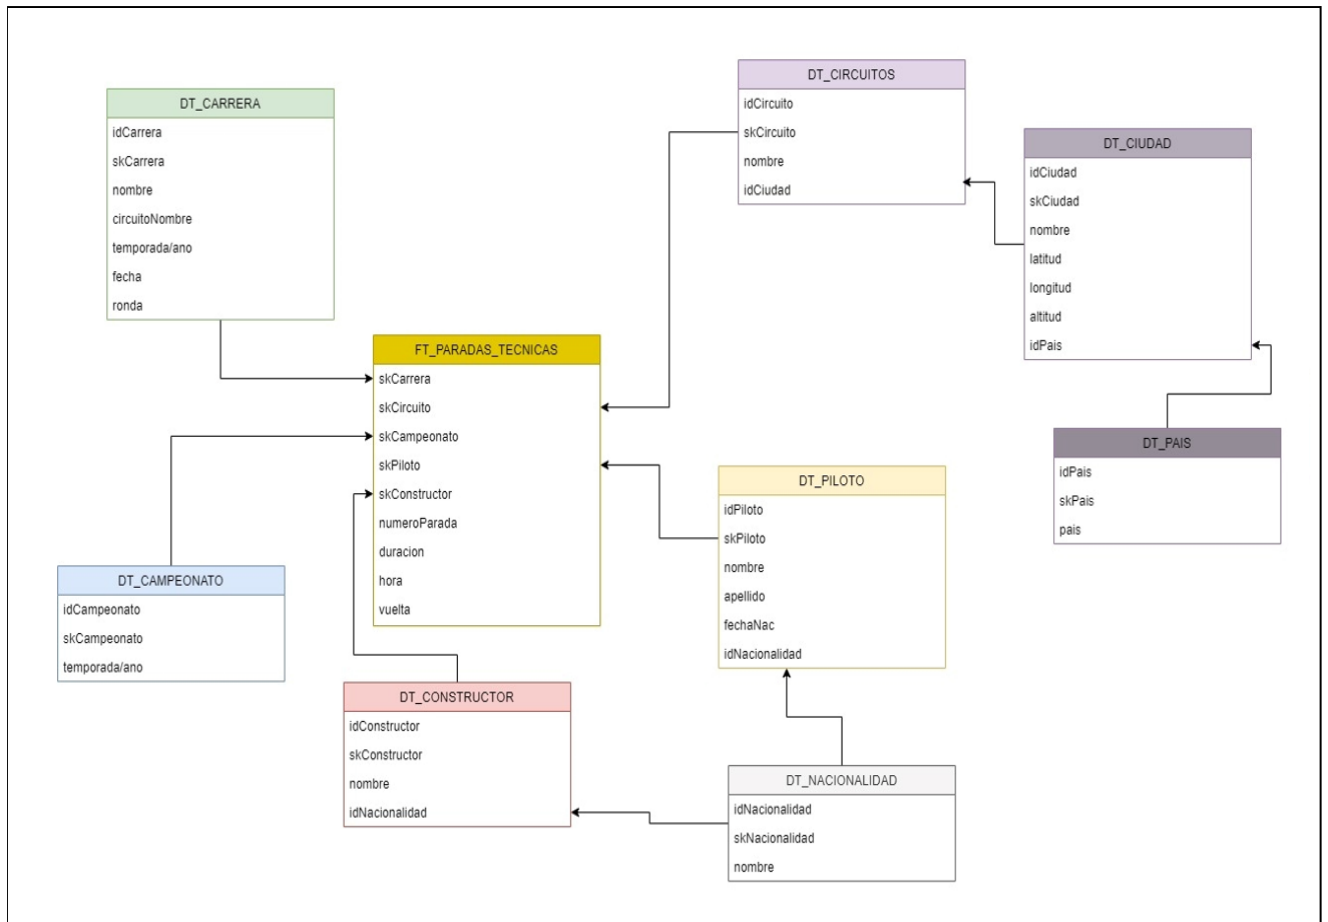 DT_CARRERA
idCarrera
skCarrera
nombre
circuitoNombre
temporada/ano
fecha
ronda
DT_CIRCUITOS
idCircuito
skCircuito
nombre
idCiudad
DT_CIUDAD
idCiudad
skCiudad
nombre
latitud
longitud
altitud
idPais
FT_PARADAS_TECNICAS
skCarrera
skCircuito
skCampeonato
skPiloto
skConstructor
numeroParada
duracion
hora
vuelta
DT_PAIS
idPais
skPais
pais
DT_PILOTO
idPiloto
skPiloto
nombre
apellido
fechaNac
idNacionalidad
DT_CAMPEONATO
idCampeonato
skCampeonato
temporada/ano
DT_CONSTRUCTOR
idConstructor
skConstructor
nombre
idNacionalidad
DT_NACIONALIDAD
idNacionalidad
skNacionalidad
nombre